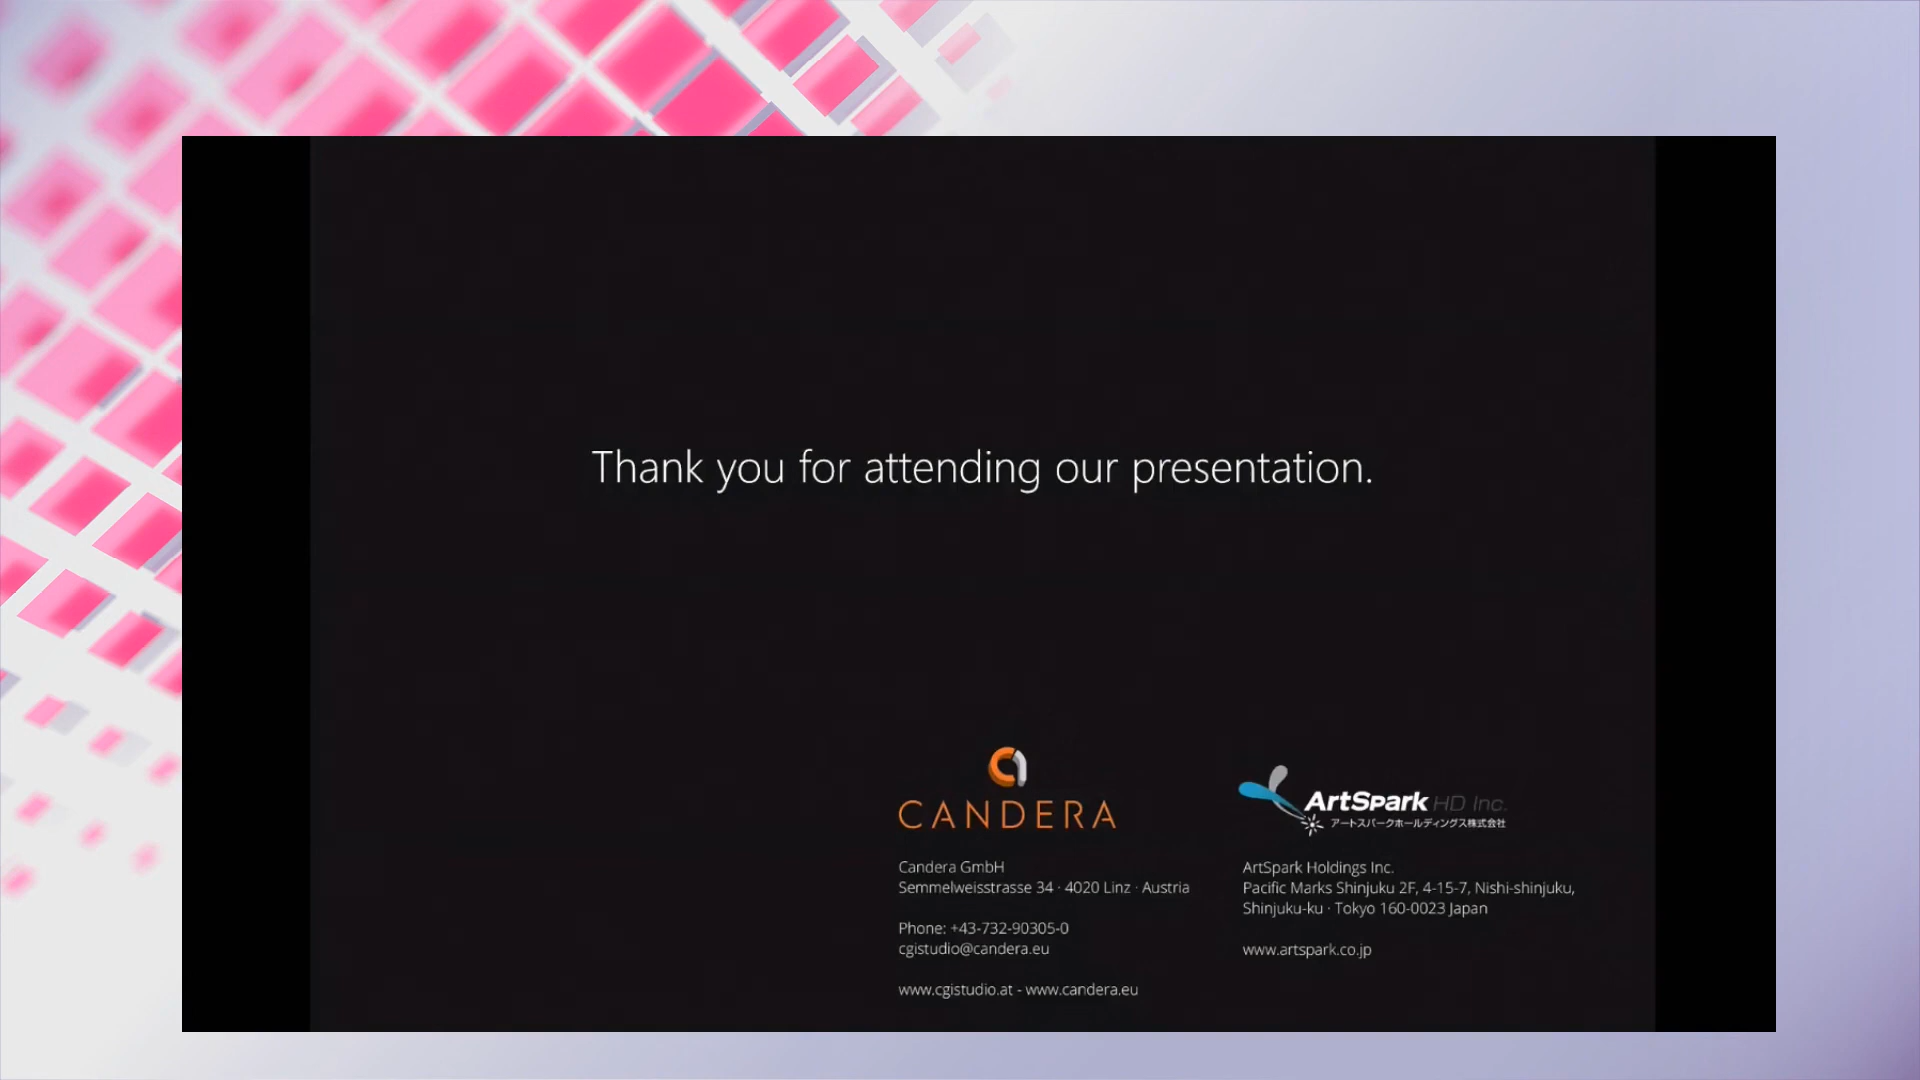 Thank you for attending our presentation.
CANDERA
Candera GmbH
Semmelweisstrasse 34 · 4020 Linz · Austria
Phone: +43-732-90305-0
cgistudio@candera.eu
www.cgistudio.at - www.candera.eu
ArtSpark HD Inc.
アートスパークホールディングス株式会社
ArtSpark Holdings Inc.
Pacific Marks Shinjuku 2F, 4-15-7, Nishi-shinjuku,
Shinjuku-ku · Tokyo 160-0023 Japan
www.artspark.co.jp